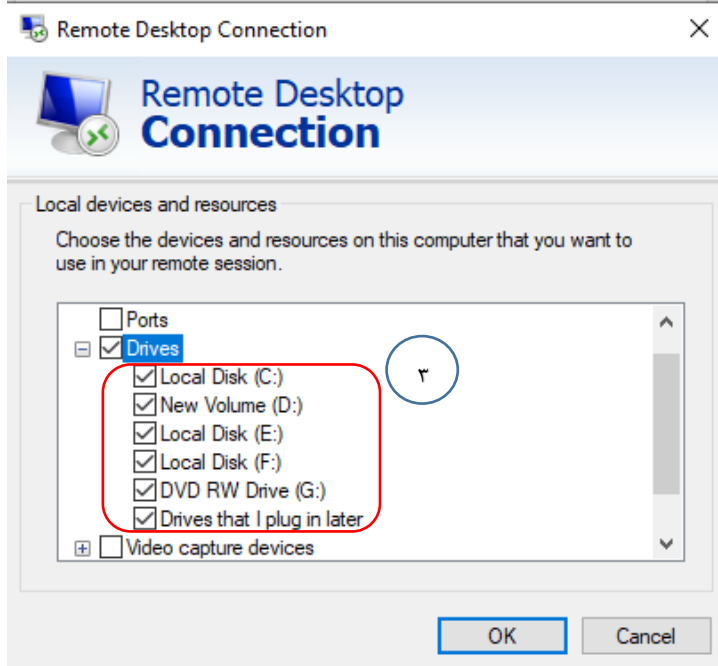 Remote Desktop Connection
Remote Desktop
Connection
Local devices and resources
Choose the devices and resources on this computer that you want to
use in your remote session.
Ports
Drives
Local Disk (C:)
٣
New Volume (D:)
Local Disk (E:)
Local Disk (F:)
DVD RW Drive (G:)
Drives that I plug in later
Video capture devices
OK
Cancel